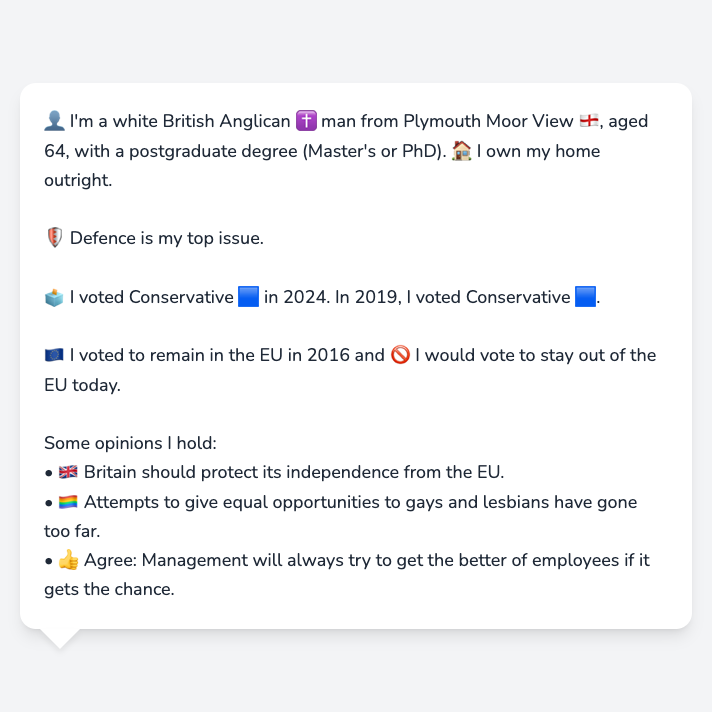 👤 I'm a white British Anglican ✝️ man from Plymouth Moor View 🏴󠁧󠁢󠁥󠁮󠁧󠁿, aged
64, with a postgraduate degree (Master's or PhD). 🏠 I own my home
outright.
🛡️ Defence is my top issue.
🗳️ I voted Conservative 🟦 in 2024. In 2019, I voted Conservative 🟦.
🇪🇺 I voted to remain in the EU in 2016 and 🚫 I would vote to stay out of the
EU today.
Some opinions I hold:
• 🇬🇧 Britain should protect its independence from the EU.
• 🏳️‍🌈 Attempts to give equal opportunities to gays and lesbians have gone
too far.
• 👍 Agree: Management will always try to get the better of employees if it
gets the chance.